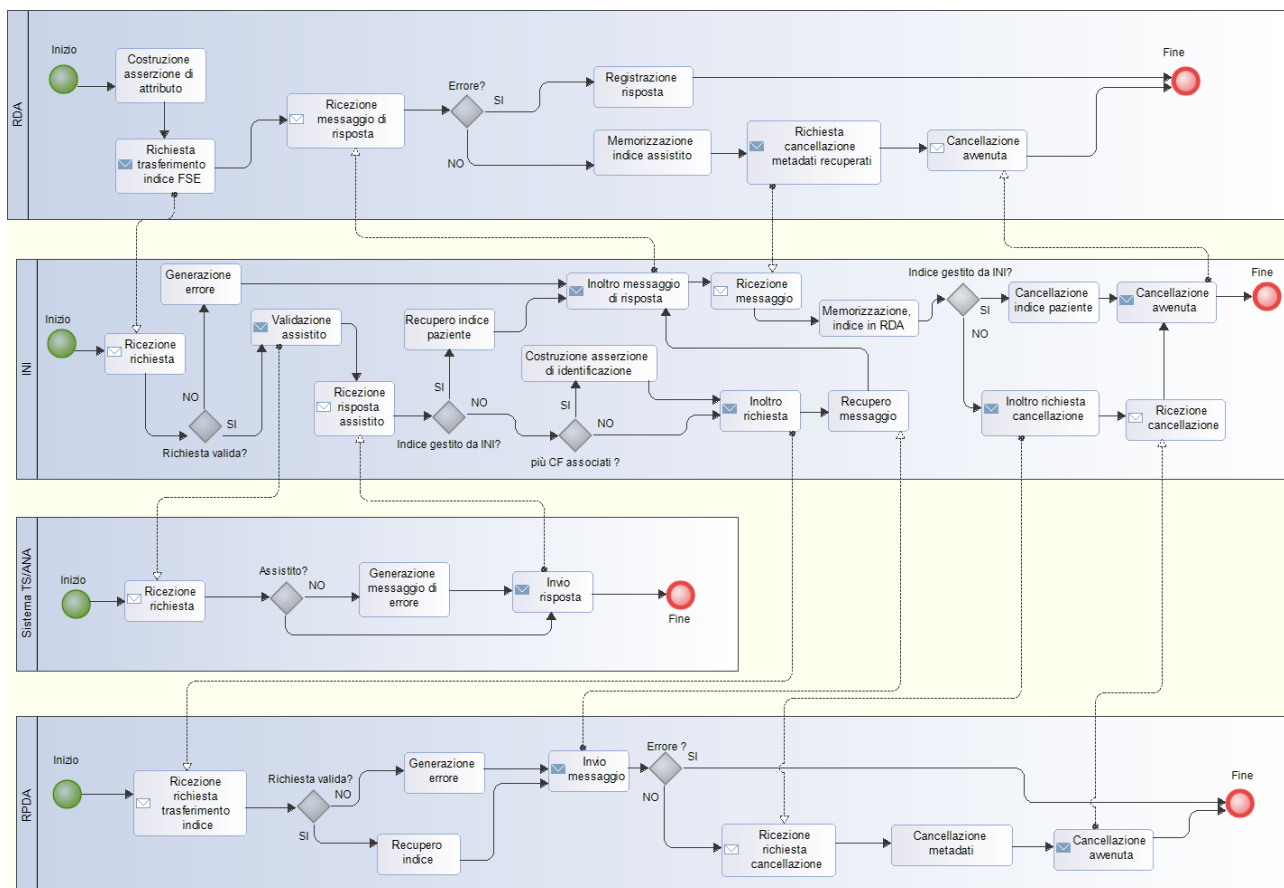 RDA
Inizio
Costruzione
asserzione di
attributo
Richiesta
trasferimento
indice FSE
Ricezione
messaggio di
risposta
Errore?
SI
NO
Registrazione
risposta
Memorizzazione
indice assistito
Richiesta
cancellazione
metadati recuperati
Cancellazione
avvenuta
Fine
INI
Inizio
Ricezione
richiesta
Generazione
errore
NO
SI
Richiesta valida?
Validazione
assistito
Ricezione
risposta
assistito
Recupero indice
paziente
SI
NO
Indice gestito da INI?
Costruzione asserzione
di identificazione
SI
NO
più CF associati ?
Inoltro messaggio
di risposta
Inoltro
richiesta
Recupero
messaggio
Ricezione
messaggio
Memorizzazione,
indice in RDA
Indice gestito da INI?
SI
NO
Cancellazione
indice paziente
Cancellazione
avvenuta
Inoltro richiesta
cancellazione
Ricezione
cancellazione
Fine
Sistema TS/ANA
Inizio
Ricezione
richiesta
Assistito?
NO
Generazione
messaggio di
errore
Invio
risposta
Fine
RPDA
Inizio
Ricezione
richiesta
trasferimento
indice
Richiesta valida?
NO
SI
Generazione
errore
Recupero
indice
Invio
messaggio
Errore ?
SI
NO
Ricezione
richiesta
cancellazione
Cancellazione
metadati
Cancellazione
avvenuta
Fine